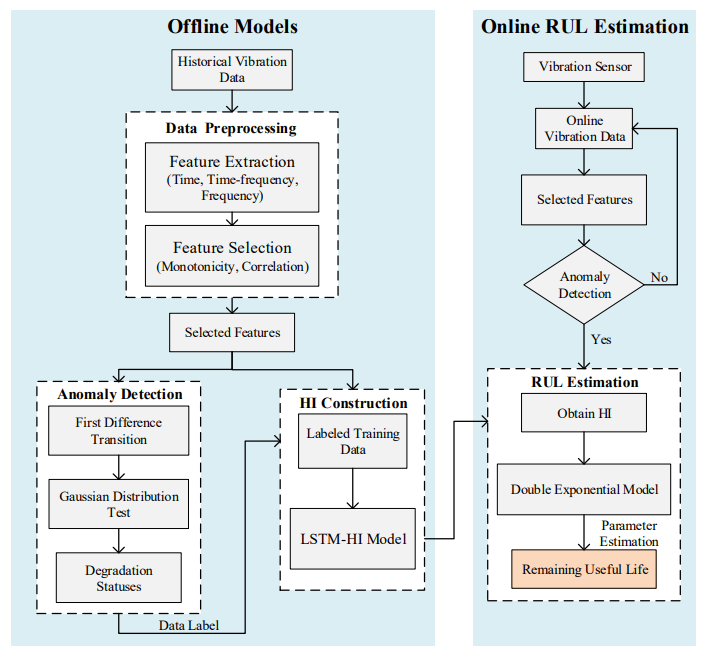 Offline Models
Historical Vibration
Data
Data Preprocessing
Feature Extraction
(Time, Time-frequency,
Frequency)
Feature Selection
(Monotonicity, Correlation)
Selected Features
Anomaly Detection
First Difference
Transition
Gaussian Distribution
Test
Degradation
Statuses
Data Label
HI Construction
Labeled Training
Data
LSTM-HI Model
Online RUL Estimation
Vibration Sensor
Online
Vibration Data
Selected Features
Anomaly
Detection
No
Yes
RUL Estimation
Obtain HI
Double Exponential Model
Parameter
Estimation
Remaining Useful Life